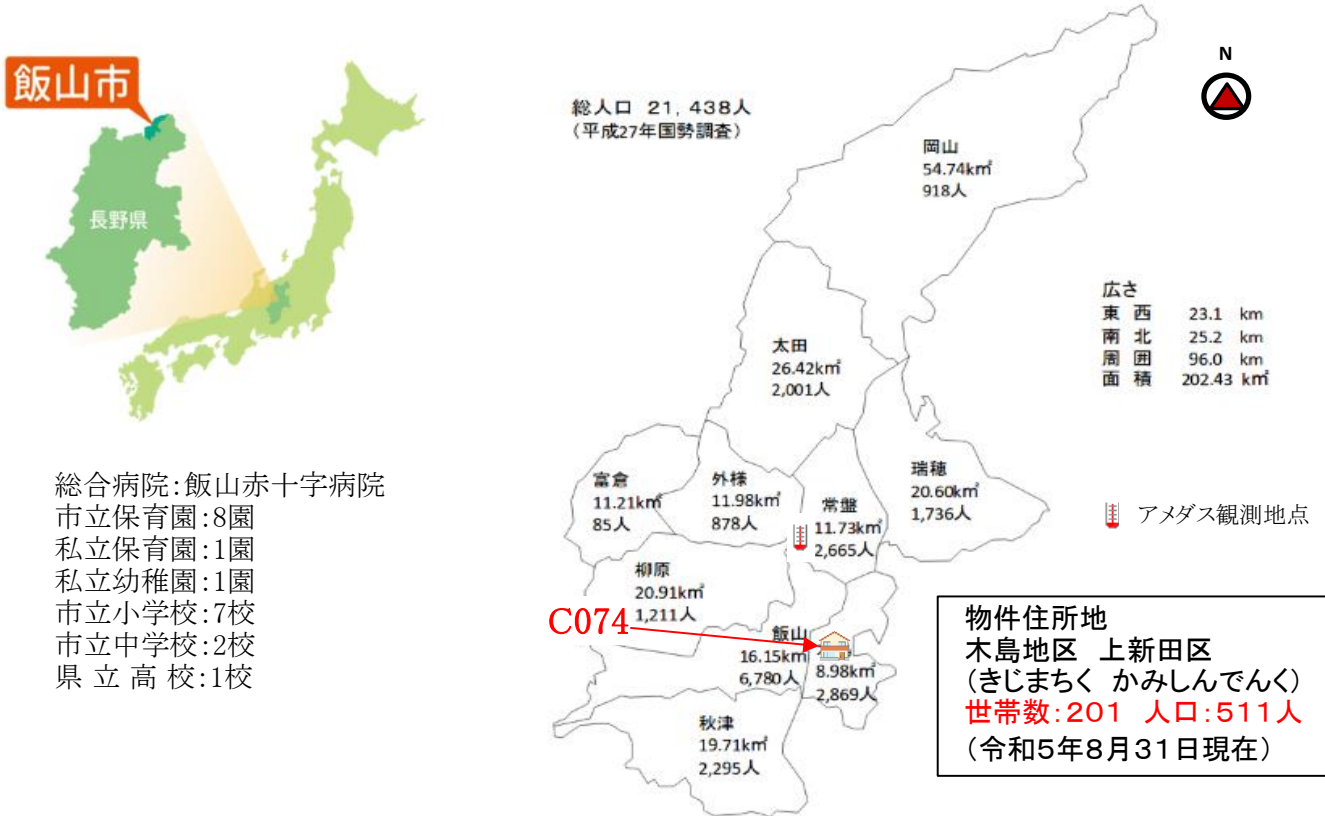 飯山市
長野県
総合病院:飯山赤十字病院
市立保育園:8園
私立保育園:1園
私立幼稚園:1園
市立小学校:7校
市立中学校:2校
県 立 高 校:1校
総人口 21,438人
(平成27年国勢調査)
N
岡山
54.74k㎡
918人
広さ
東 西 23.1 km
南 北 25.2 km
周 囲 96.0 km
面 積 202.43 k㎡
太田
26.42k㎡
2,001人
富倉
11.21k㎡
85人
外様
11.98k㎡
878人
常盤
11.73k㎡
2,665人
瑞穂
20.60k㎡
1,736人
アメダス観測地点
柳原
20.91k㎡
1,211人
C074
飯山
16.15km
6,780人
8.98k㎡
2,869人
秋津
19.71k㎡
2,295人
物件住所地
木島地区 上新田区
(きじまちく かみしんでんく)
世帯数:201 人口:511人
(令和5年8月31日現在)